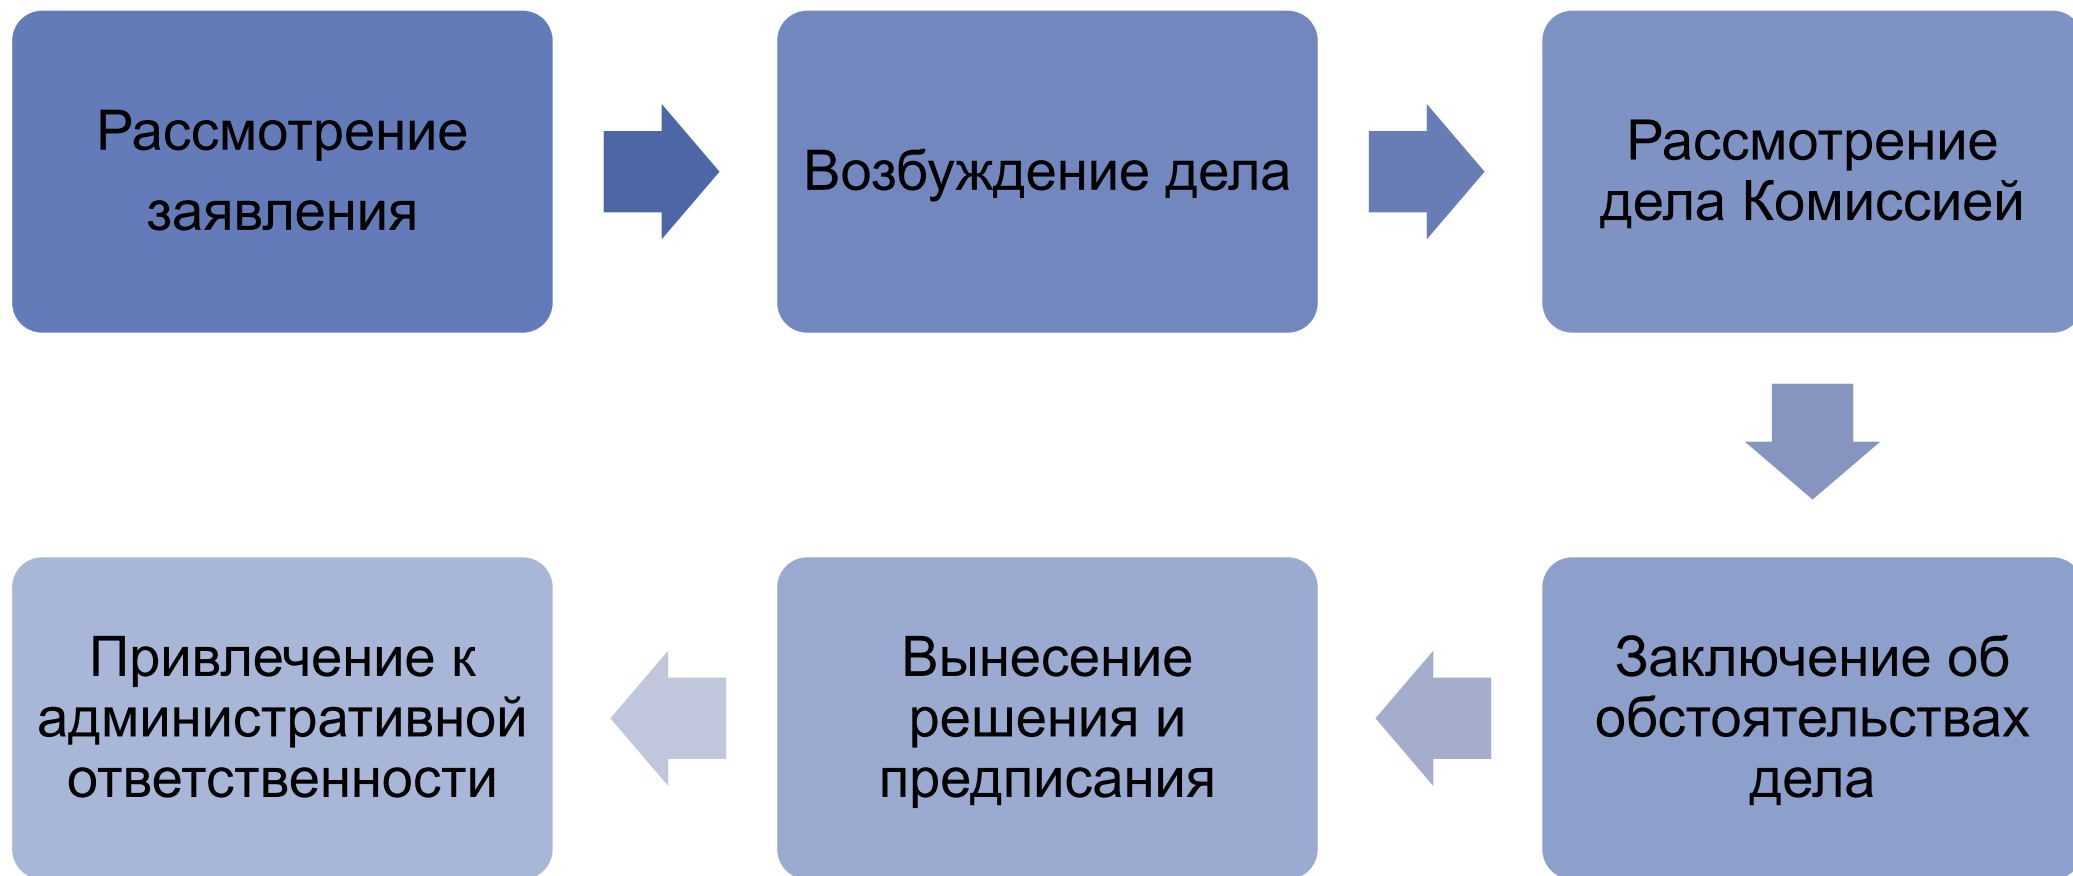 Рассмотрение
заявления
Возбуждение дела
Рассмотрение
дела Комиссией
Заключение об
обстоятельствах
дела
Вынесение
решения и
предписания
Привлечение к
административной
ответственности